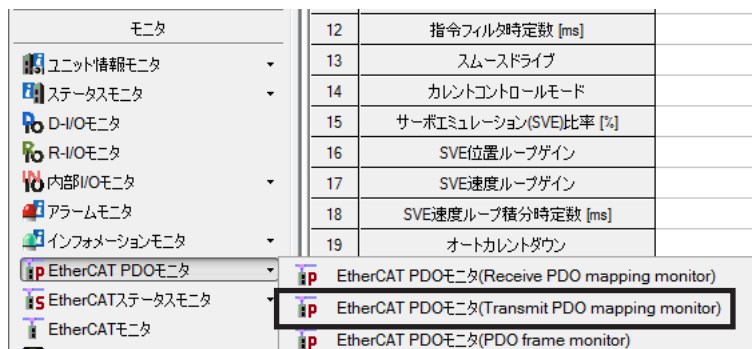 モニタ
ユニット情報モニタ
ステータスモニタ
D-I/Oモニタ
R-I/Oモニタ
内部I/Oモニタ
アラームモニタ
インフォメーションモニタ
EtherCAT PDOモニタ
EtherCATステータスモニタ
EtherCATモニタ
12 指令フィルタ時定数 [ms]
13 スムースドライブ
14 カレントコントロールモード
15 サーボエミュレーション(SVE)比率 [%]
16 SVE位置ループゲイン
17 SVE速度ループゲイン
18 SVE速度ループ積分時定数 [ms]
19 オートカレントダウン
EtherCAT PDOモニタ(Receive PDO mapping monitor)
EtherCAT PDOモニタ(Transmit PDO mapping monitor)
EtherCAT PDOモニタ(PDO frame monitor)